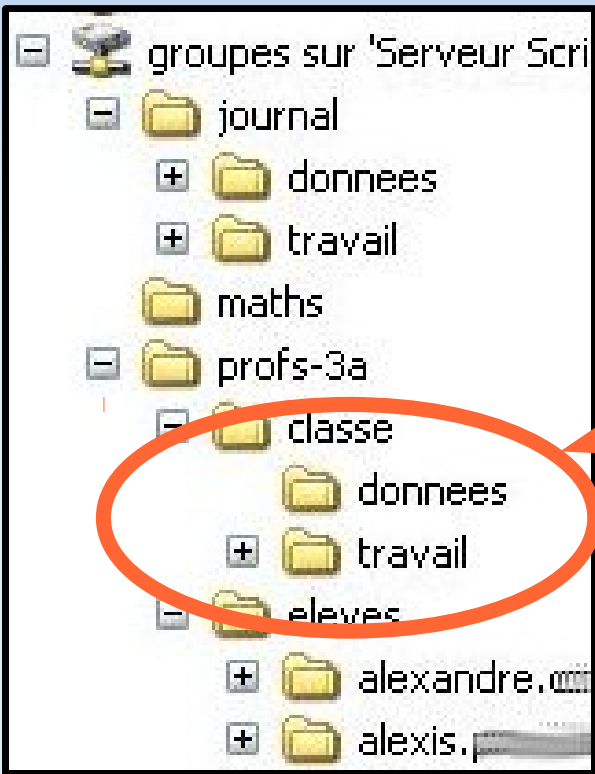 groupes sur 'Serveur Scri
journal
donnees
travail
maths
profs-3a
classe
donnees
travail
eleves
alexandre.
alexis.